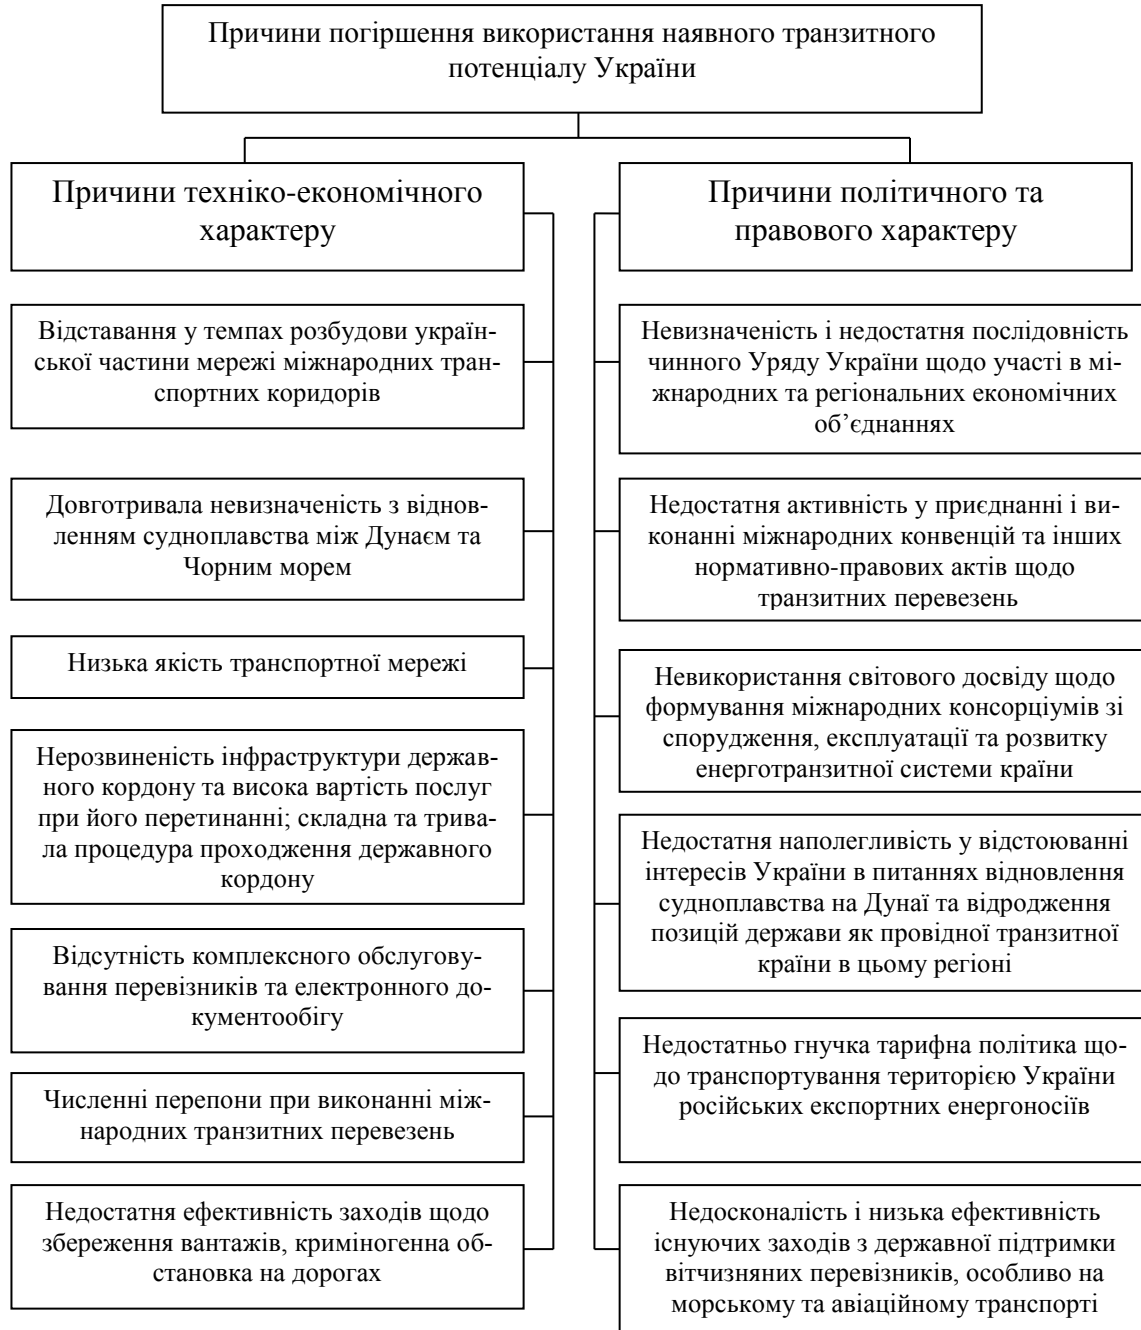 Причини погіршення використання наявного транзитного
потенціалу України
Причини техніко-економічного
характеру
Відставання у темпах розбудови україн-
ської частини мережі міжнародних тран-
спортних коридорів
Довготривала невизначеність з віднов-
ленням судноплавства між Дунаєм та
Чорним морем
Низька якість транспортної мережі
Нерозвиненість інфраструктури держав-
ного кордону та висока вартість послуг
при його перетинанні; складна та трива-
ла процедура проходження державного
кордону
Відсутність комплексного обслугову-
вання перевізників та електронного до-
кументообігу
Численні перепони при виконанні між-
народних транзитних перевезень
Недостатня ефективність заходів щодо
збереження вантажів, криміногенна об-
становка на дорогах
Причини політичного та
правового характеру
Невизначеність і недостатня послідовність
чинного Уряду України щодо участі в мі-
жнародних та регіональних економічних
об’єднаннях
Недостатня активність у приєднанні і ви-
конанні міжнародних конвенцій та інших
нормативно-правових актів щодо
транзитних перевезень
Невикористання світового досвіду щодо
формування міжнародних консорціумів зі
спорудження, експлуатації та розвитку
енерготранзитної системи країни
Недостатня наполегливість у відстоюванні
інтересів України в питаннях відновлення
судноплавства на Дунаї та відродження
позицій держави як провідної транзитної
країни в цьому регіоні
Недостатньо гнучка тарифна політика що-
до транспортування територією України
російських експортних енергоносіїв
Недосконалість і низька ефективність
існуючих заходів з державної підтримки
вітчизняних перевізників, особливо на
морському та авіаційному транспорті